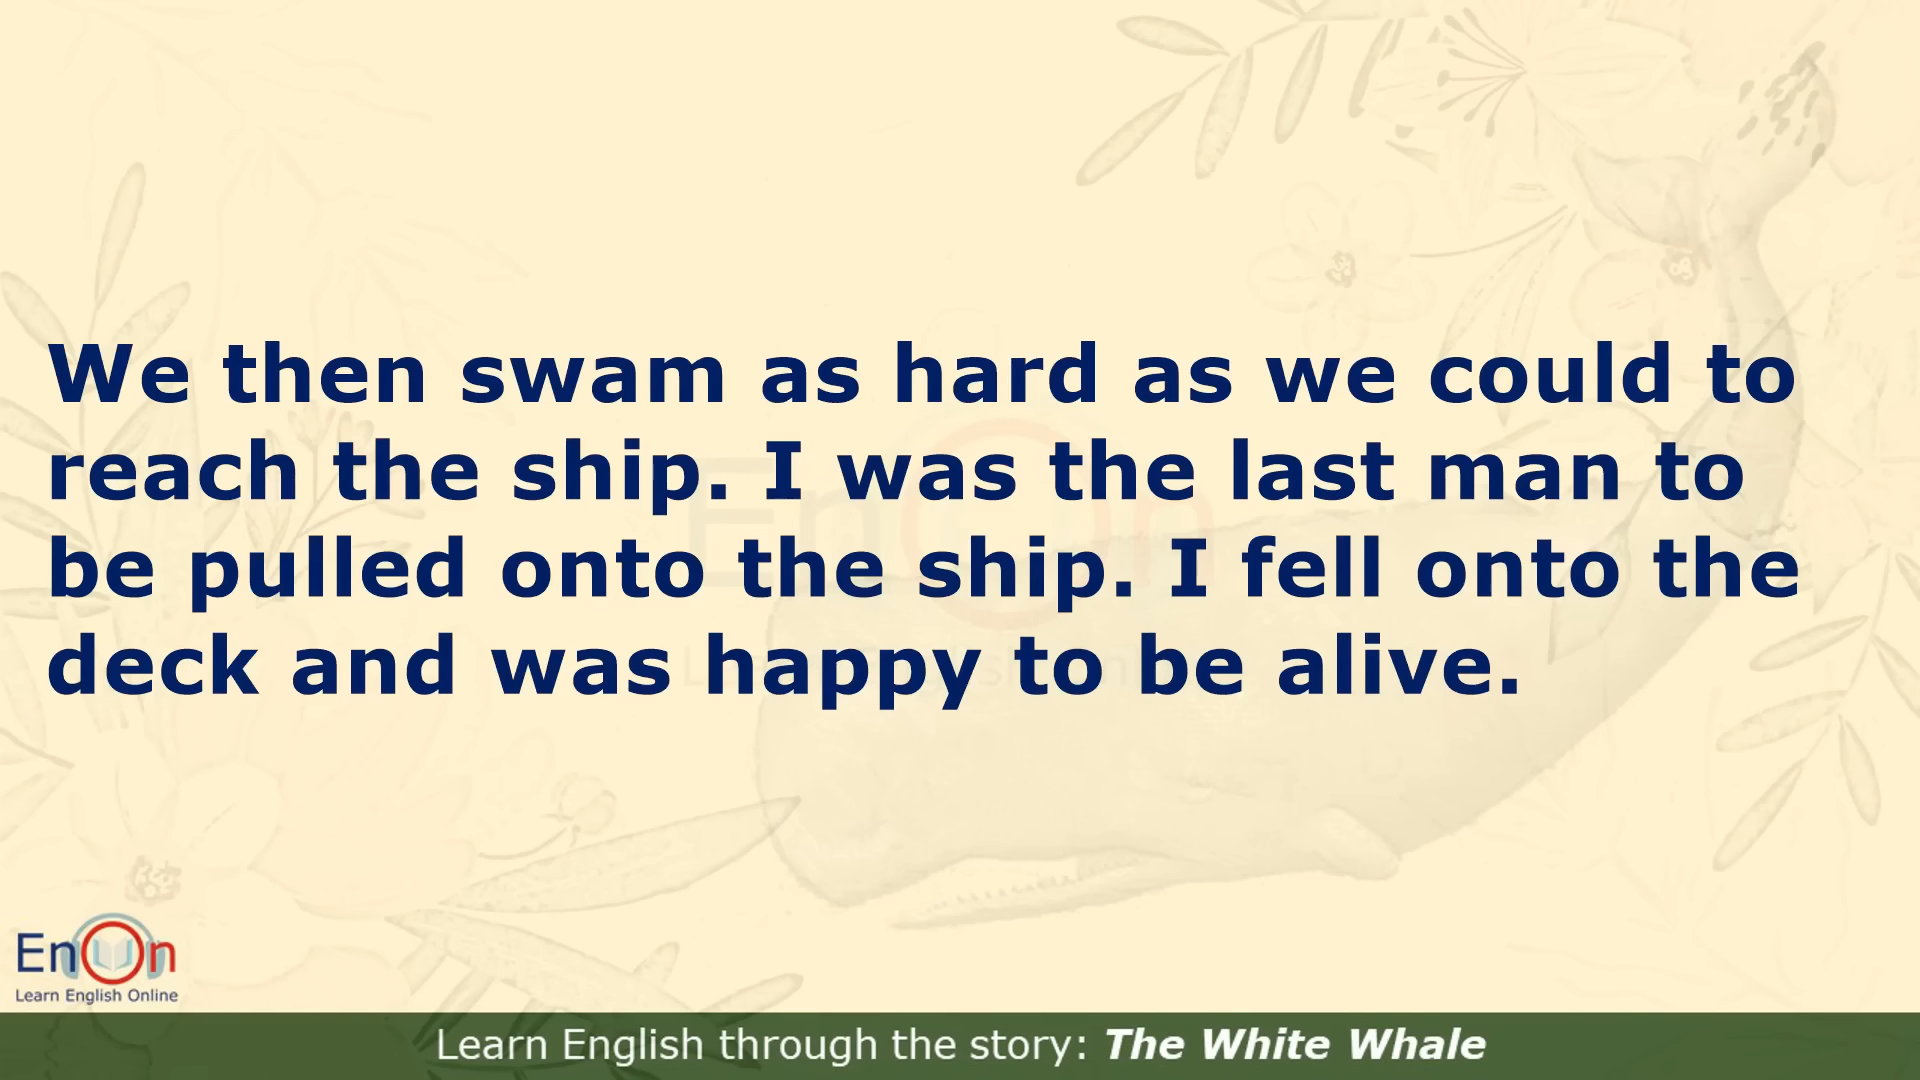 We then swam as hard as we could to
reach the ship. I was the last man to
be pulled onto the ship. I fell onto the
deck and was happy to be alive.
EnOn
Learn English Online
Learn English through the story: The White Whale